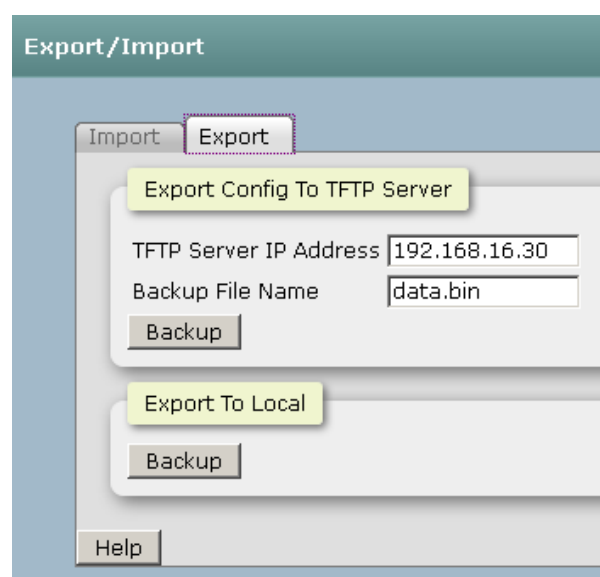 Export/Import
Import Export
Export Config To TFTP Server
TFTP Server IP Address 192.168.16.30
Backup File Name data.bin
Backup
Export To Local
Backup
Help